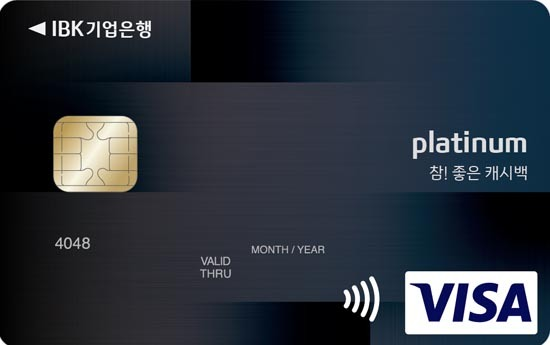 IBK기업은행
platinum
참! 좋은 캐시백
4048
MONTH / YEAR
VALID
THRU
VISA